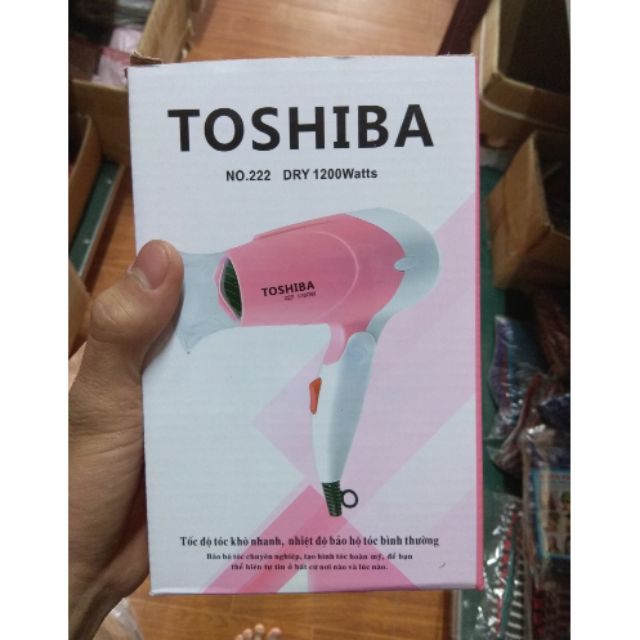 TOSHIBA
NO.222 DRY 1200Watts
TOSHIBA
Tốc độ tóc khò nhanh, nhiệt độ bảo hộ tóc bình thường
Bảo hộ tóc chuyên nghiệp, tạo hình tóc hoàn mỹ, để bạn
thể hiện tự tin ở bất cứ nơi nào và lúc nào.